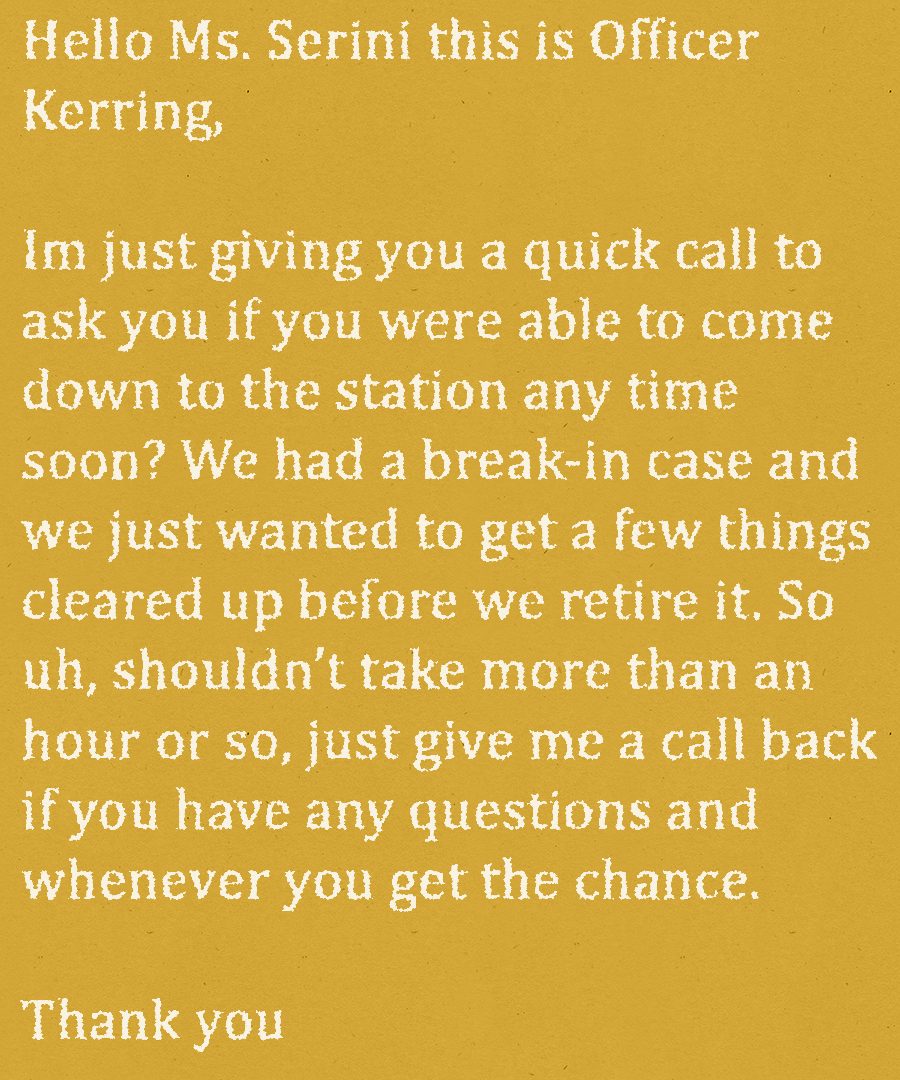 Hello Ms. Serini this is Officer
Kerring,
Im just giving you a quick call to
ask you if you were able to come
down to the station any time
soon? We had a break-in case and
we just wanted to get a few things
cleared up before we retire it. So
uh, shouldn't take more than an
hour or so, just give me a call back
if you have any questions and
whenever you get the chance.
Thank you